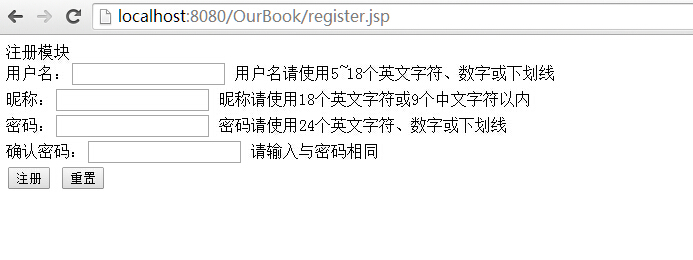 localhost:8080/OurBook/register.jsp
注册模块
用户名： 用户名请使用5~18个英文字符、数字或下划线
昵称： 昵称请使用18个英文字符或9个中文字符以内
密码： 密码请使用24个英文字符、数字或下划线
确认密码： 请输入与密码相同
注册 重置